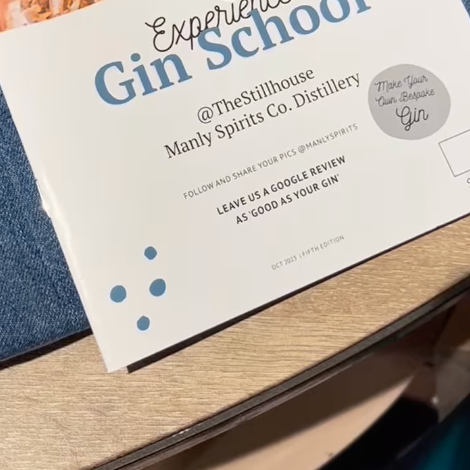 Experience
Gin School
@TheStillhouse
Manly Spirits Co. Distillery
Make Your
Own Bespoke
Gin
FOLLOW AND SHARE YOUR PICS @MANLYSPIRITS
LEAVE US A GOOGLE REVIEW
AS 'GOOD AS YOUR GIN'
OCT 2023 | FIFTH EDITION